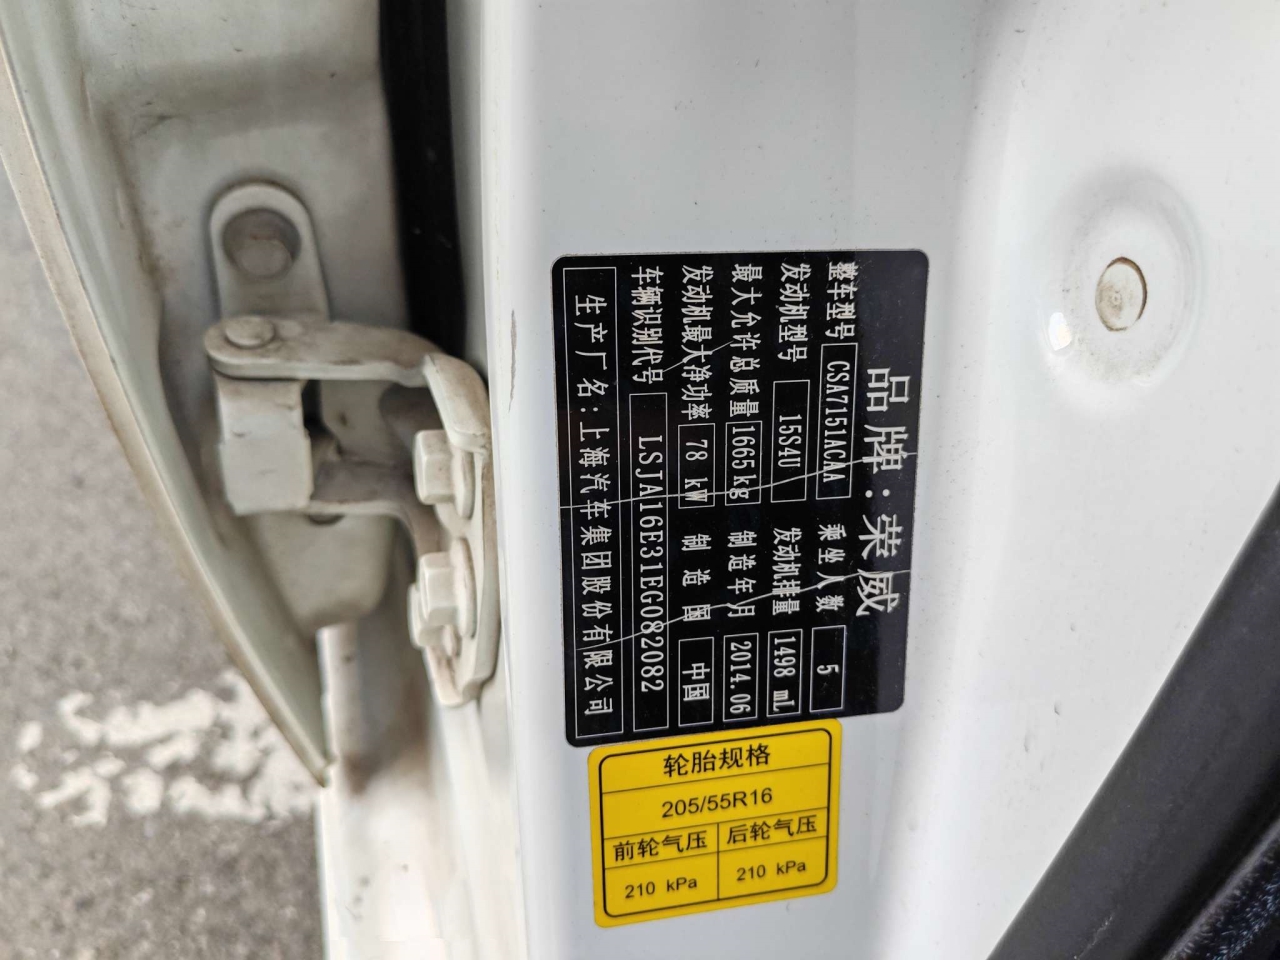 品牌:荣威
整车型号 CSA7151ACAA 乘坐人数 5
发动机型号 15S4U 发动机排量 1498 mL
最大允许总质量 1665kg 制造年月 2014.06
发动机最大净功率 78 kW 制造国 中国
车辆识别代号 LSJA16E31EG082082
生产厂名:上海汽车集团股份有限公司
轮胎规格
205/55R16
前轮气压 后轮气压
210 kPa 210 kPa